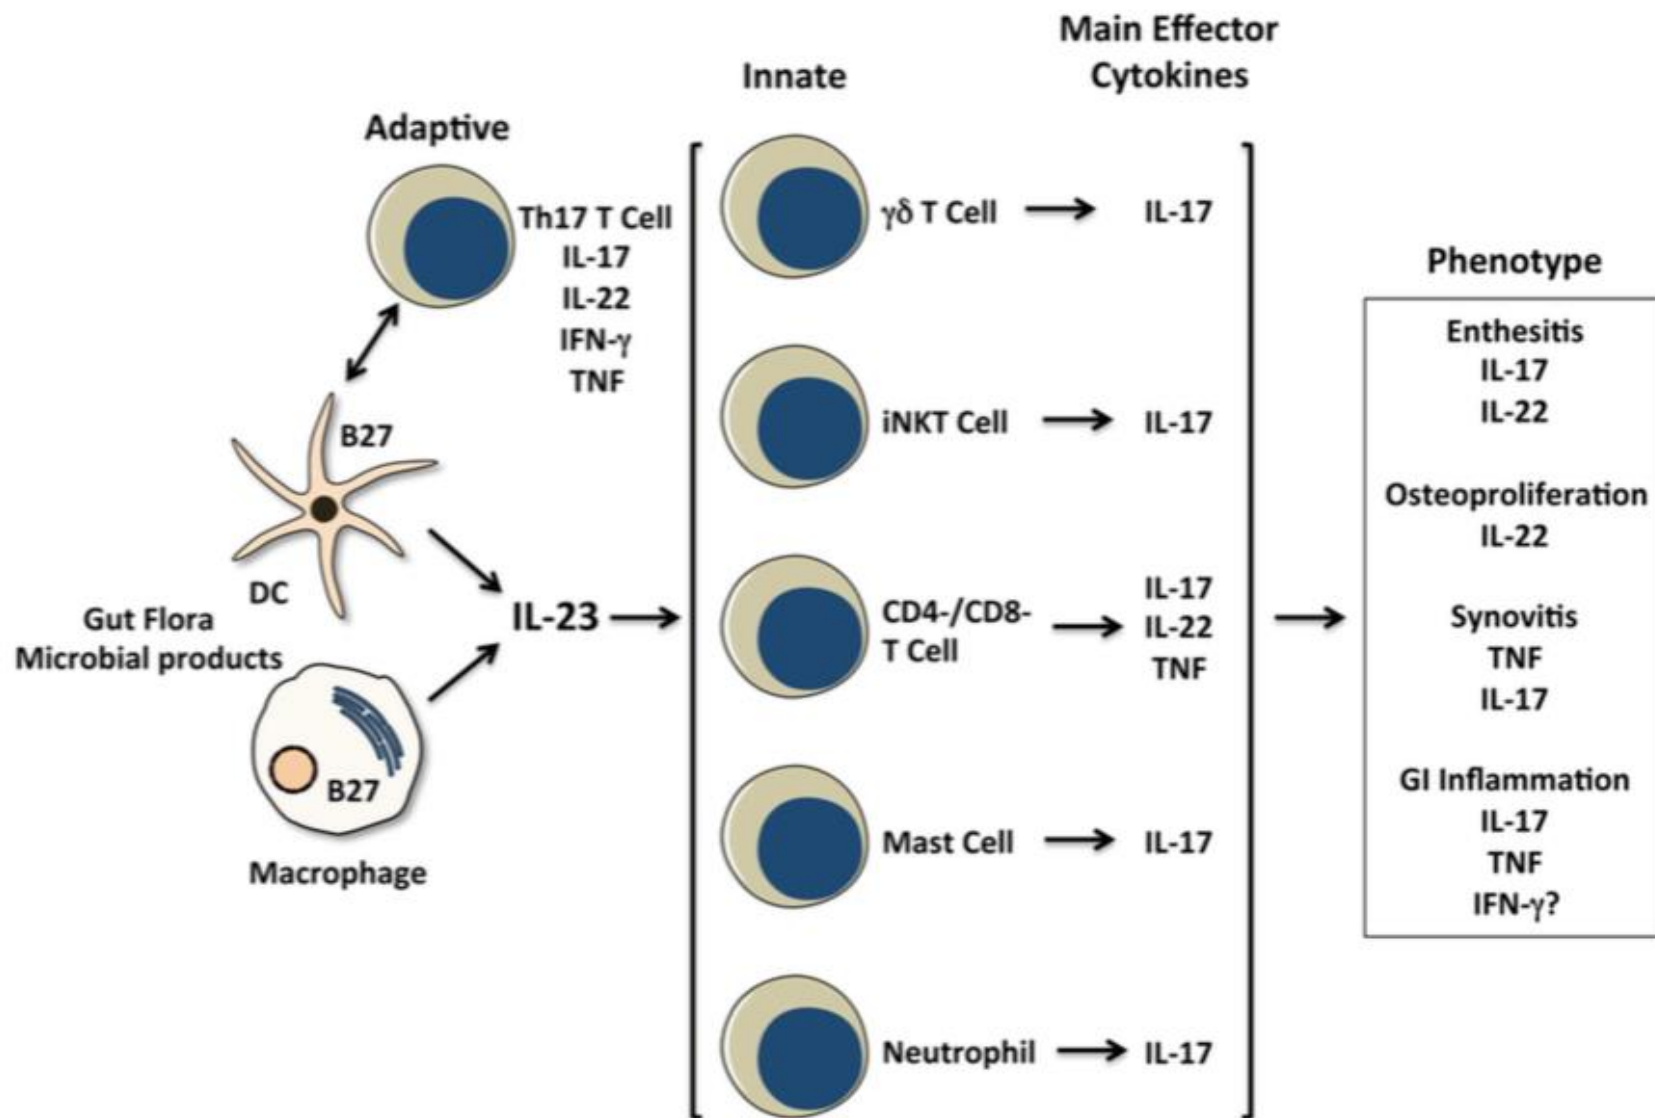 Adaptive
Th17 T Cell
IL-17
IL-22
IFN-γ
TNF
B27
DC
Gut Flora
Microbial products
B27
Macrophage
IL-23
Innate
Main Effector
Cytokines
γδ T Cell
IL-17
iNKT Cell
IL-17
CD4-/CD8-
T Cell
IL-17
IL-22
TNF
Mast Cell
IL-17
Neutrophil
IL-17
Phenotype
Enthesitis
IL-17
IL-22
Osteoproliferation
IL-22
Synovitis
TNF
IL-17
GI Inflammation
IL-17
TNF
IFN-γ?